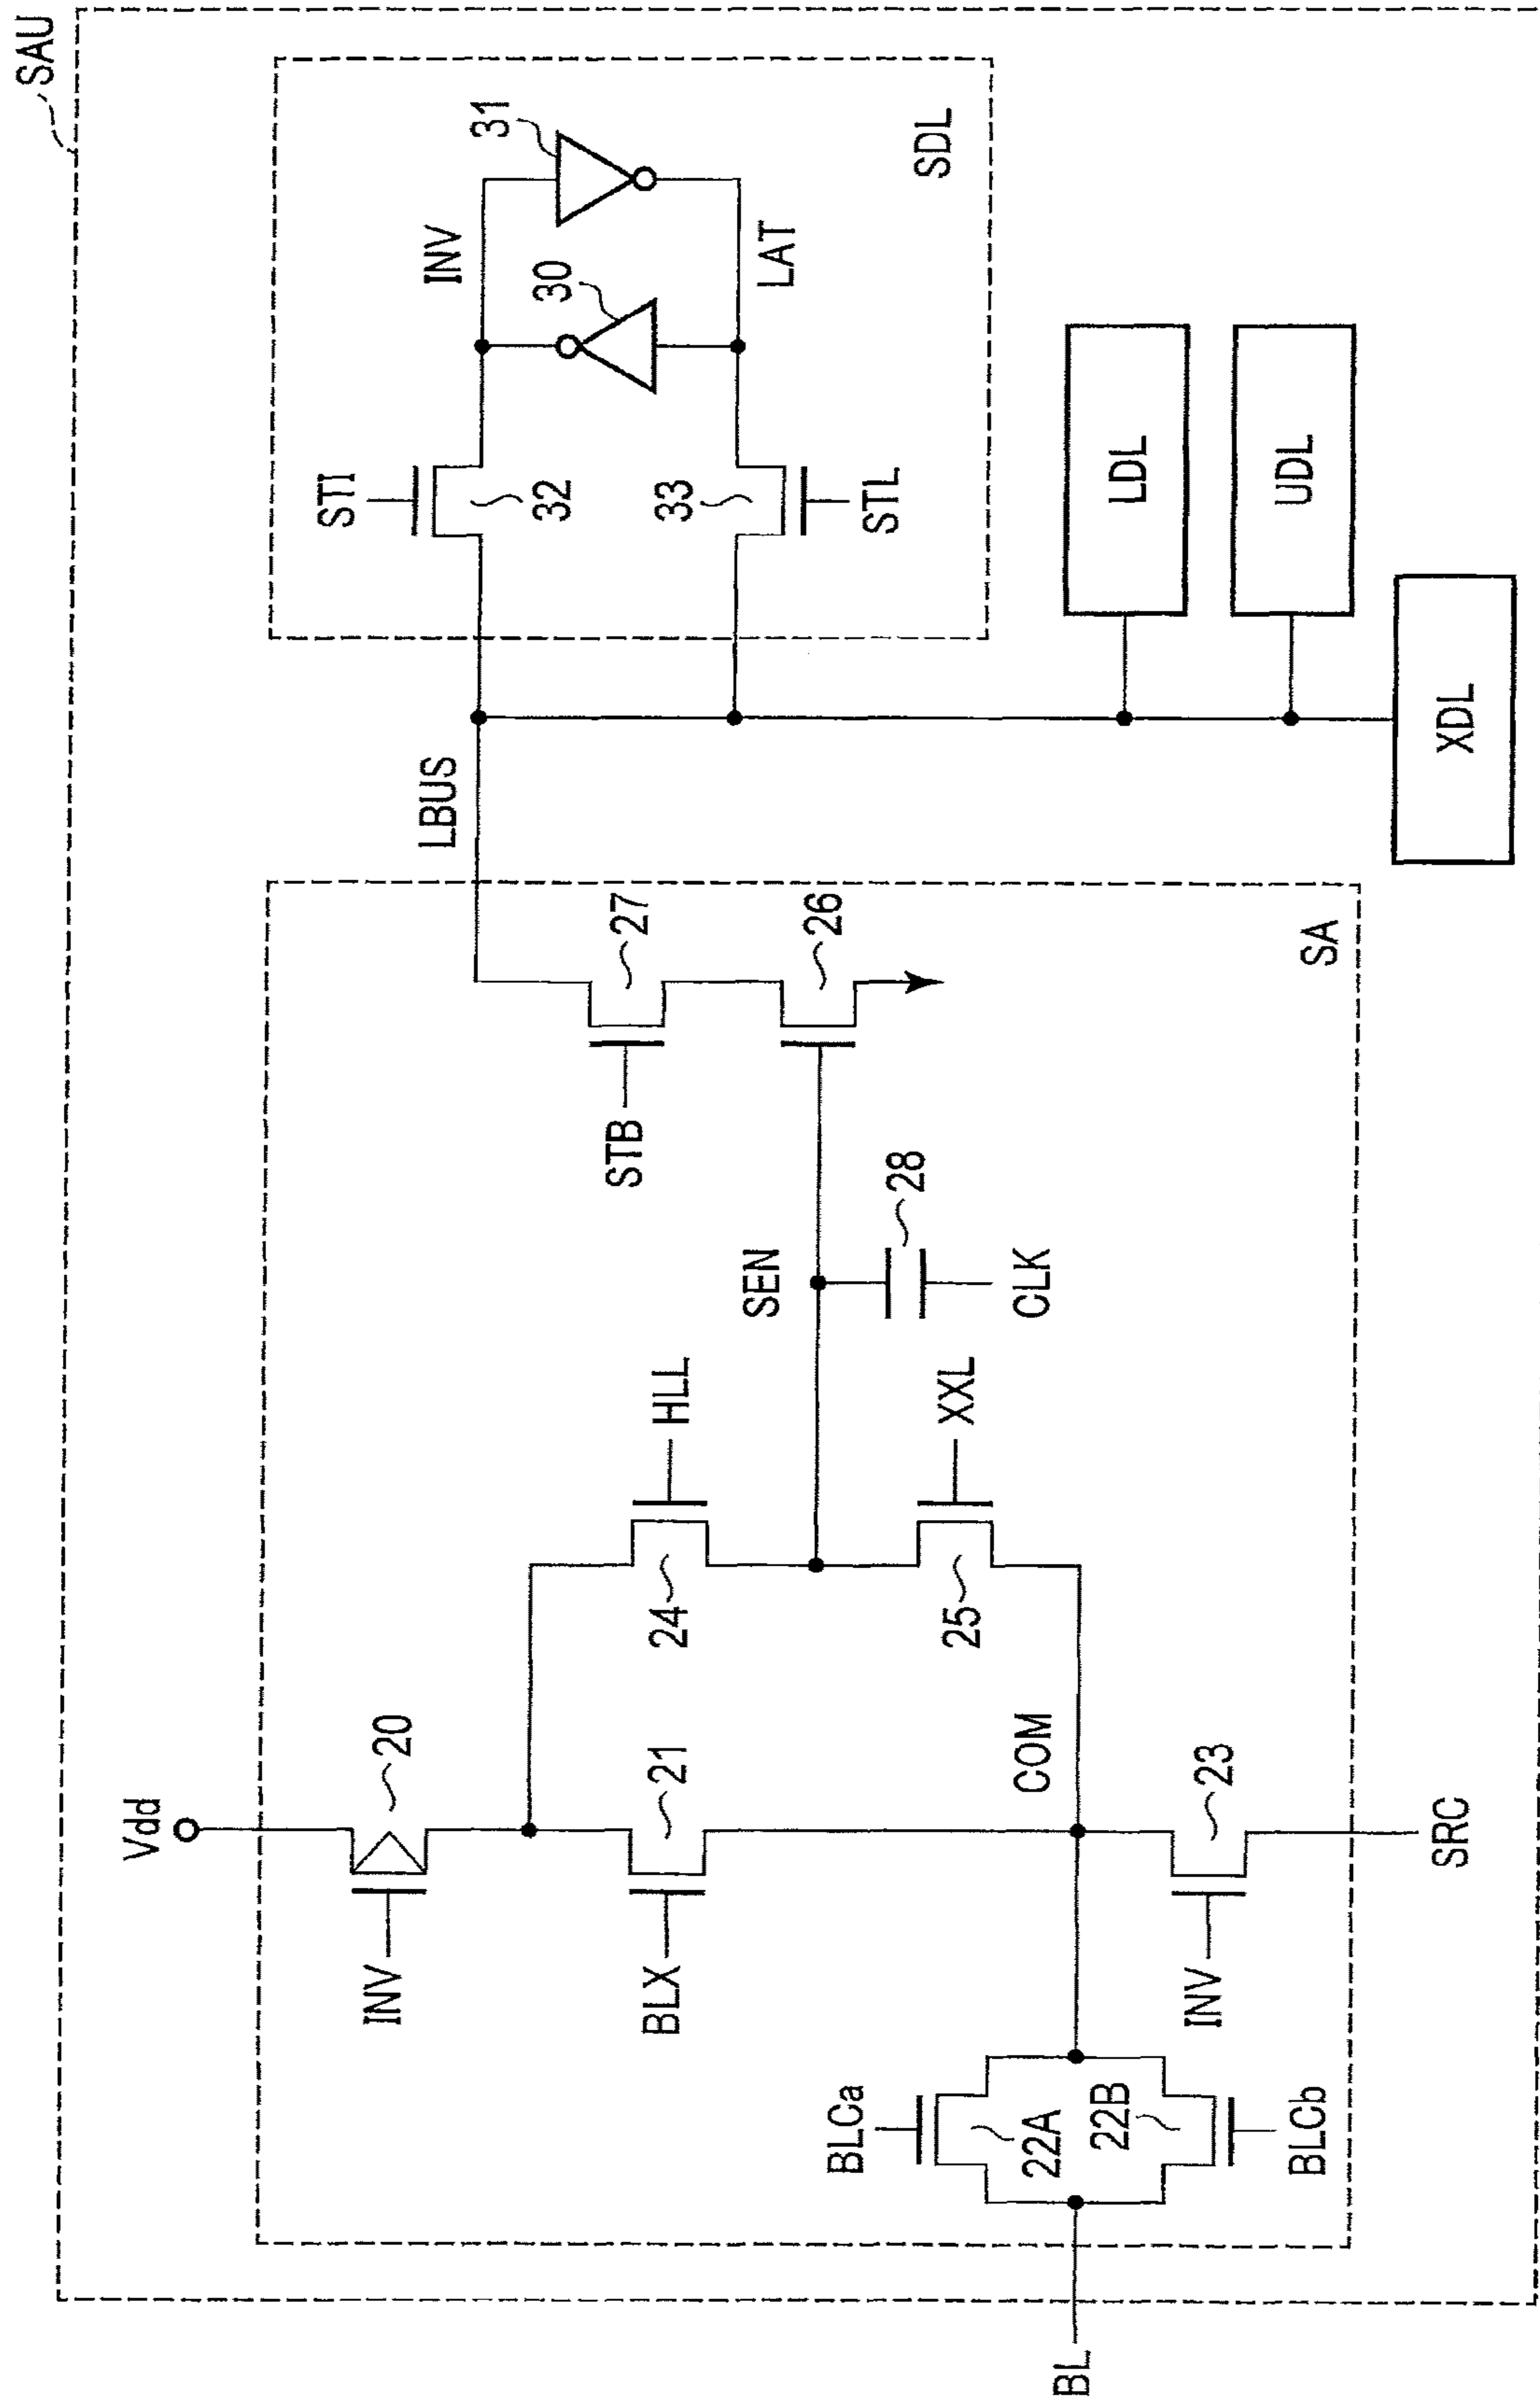 SAU
Vdd
INV
20
BLX
21
HLL
24
SEN
STB
27
26
LBUS
STI
32
INV
30
31
LAT
33
STL
SDL
28
CLK
XXL
25
COM
BLCa
22A
22B
BLCb
BL
INV
23
SRC
SA
LDL
UDL
XDL